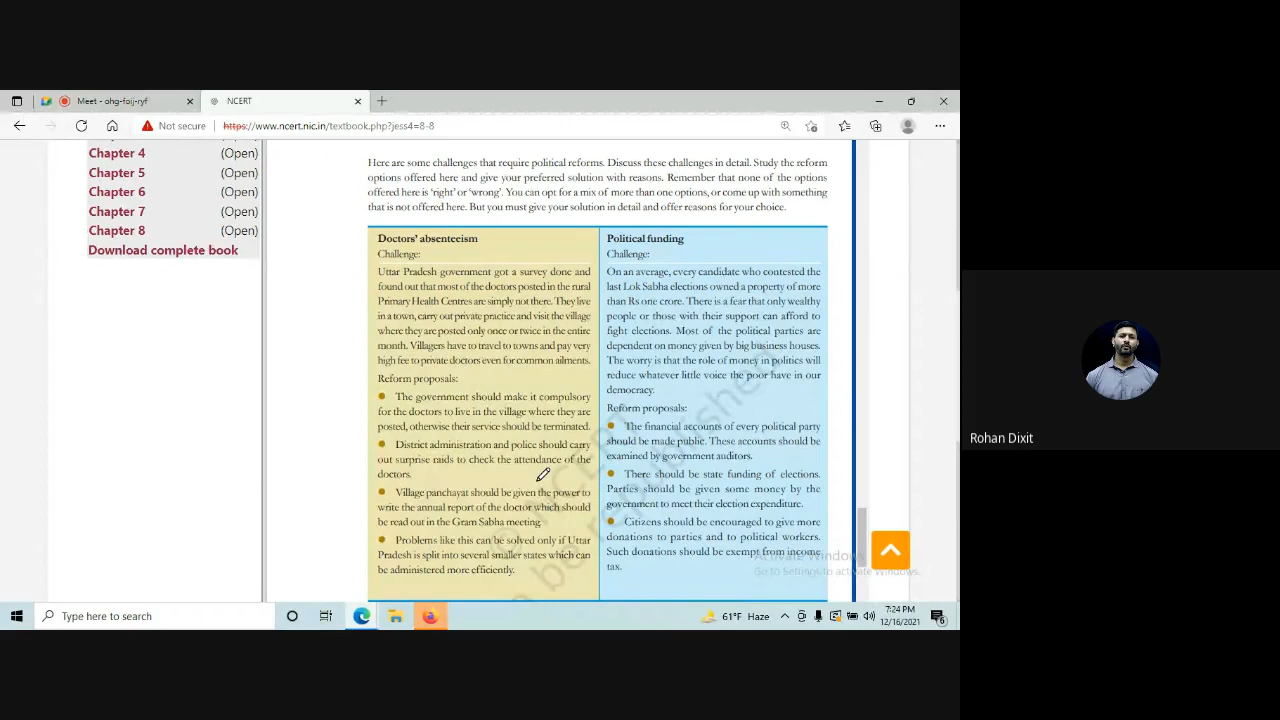 Meet - ohg-foij-ryf
NCERT
Not secure
https://www.ncert.nic.in/textbook.php?jess4=8-8
Chapter 4 (Open)
Chapter 5 (Open)
Chapter 6 (Open)
Chapter 7 (Open)
Chapter 8 (Open)
Download complete book
Here are some challenges that require political reforms. Discuss these challenges in detail. Study the reform
options offered here and give your preferred solution with reasons. Remember that none of the options
offered here is 'right' or 'wrong'. You can opt for a mix of more than one options, or come up with something
that is not offered here. But you must give your solution in detail and offer reasons for your choice.
Doctors' absenteeism
Challenge:
Uttar Pradesh government got a survey done and
found out that most of the doctors posted in the rural
Primary Health Centres are simply not there. They live
in a town, carry out private practice and visit the village
where they are posted only once or twice in the entire
month. Villagers have to travel to towns and pay very
high fee to private doctors even for common ailments.
Reform proposals:
● The government should make it compulsory
for the doctors to live in the village where they are
posted, otherwise their service should be terminated.
● District administration and police should carry
out surprise raids to check the attendance of the
doctors.
● Village panchayat should be given the power to
write the annual report of the doctor which should
be read out in the Gram Sabha meeting.
● Problems like this can be solved only if Uttar
Pradesh is split into several smaller states which can
be administered more efficiently.
Political funding
Challenge:
On an average, every candidate who contested the
last Lok Sabha elections owned a property of more
than Rs one crore. There is a fear that only wealthy
people or those with their support can afford to
fight elections. Most of the political parties are
dependent on money given by big business houses.
The worry is that the role of money in politics will
reduce whatever little voice the poor have in our
democracy.
Reform proposals:
● The financial accounts of every political party
should be made public. These accounts should be
examined by government auditors.
● There should be state funding of elections.
Parties should be given some money by the
government to meet their election expenditure.
● Citizens should be encouraged to give more
donations to parties and to political workers.
Such donations should be exempt from income
tax.
© NCERT
be republished
Activate Windows
Go to Settings to activate Windows.
Rohan Dixit
Type here to search
61°F Haze
7:24 PM
12/16/2021
6